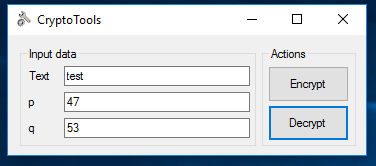 CryptoTools
Input data
Text test
p 47
q 53
Actions
Encrypt
Decrypt